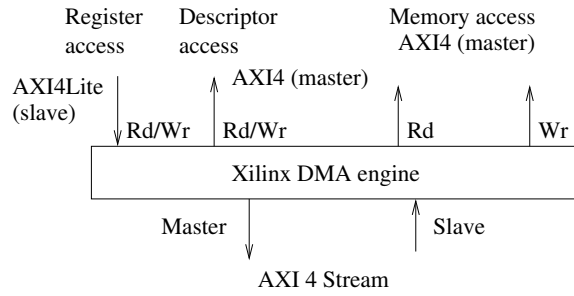 Register access
Descriptor access
Memory access
AXI4 (master)
AXI4Lite
(slave)
AXI4 (master)
Rd/Wr
Rd/Wr
Rd
Wr
Xilinx DMA engine
Master
Slave
AXI 4 Stream